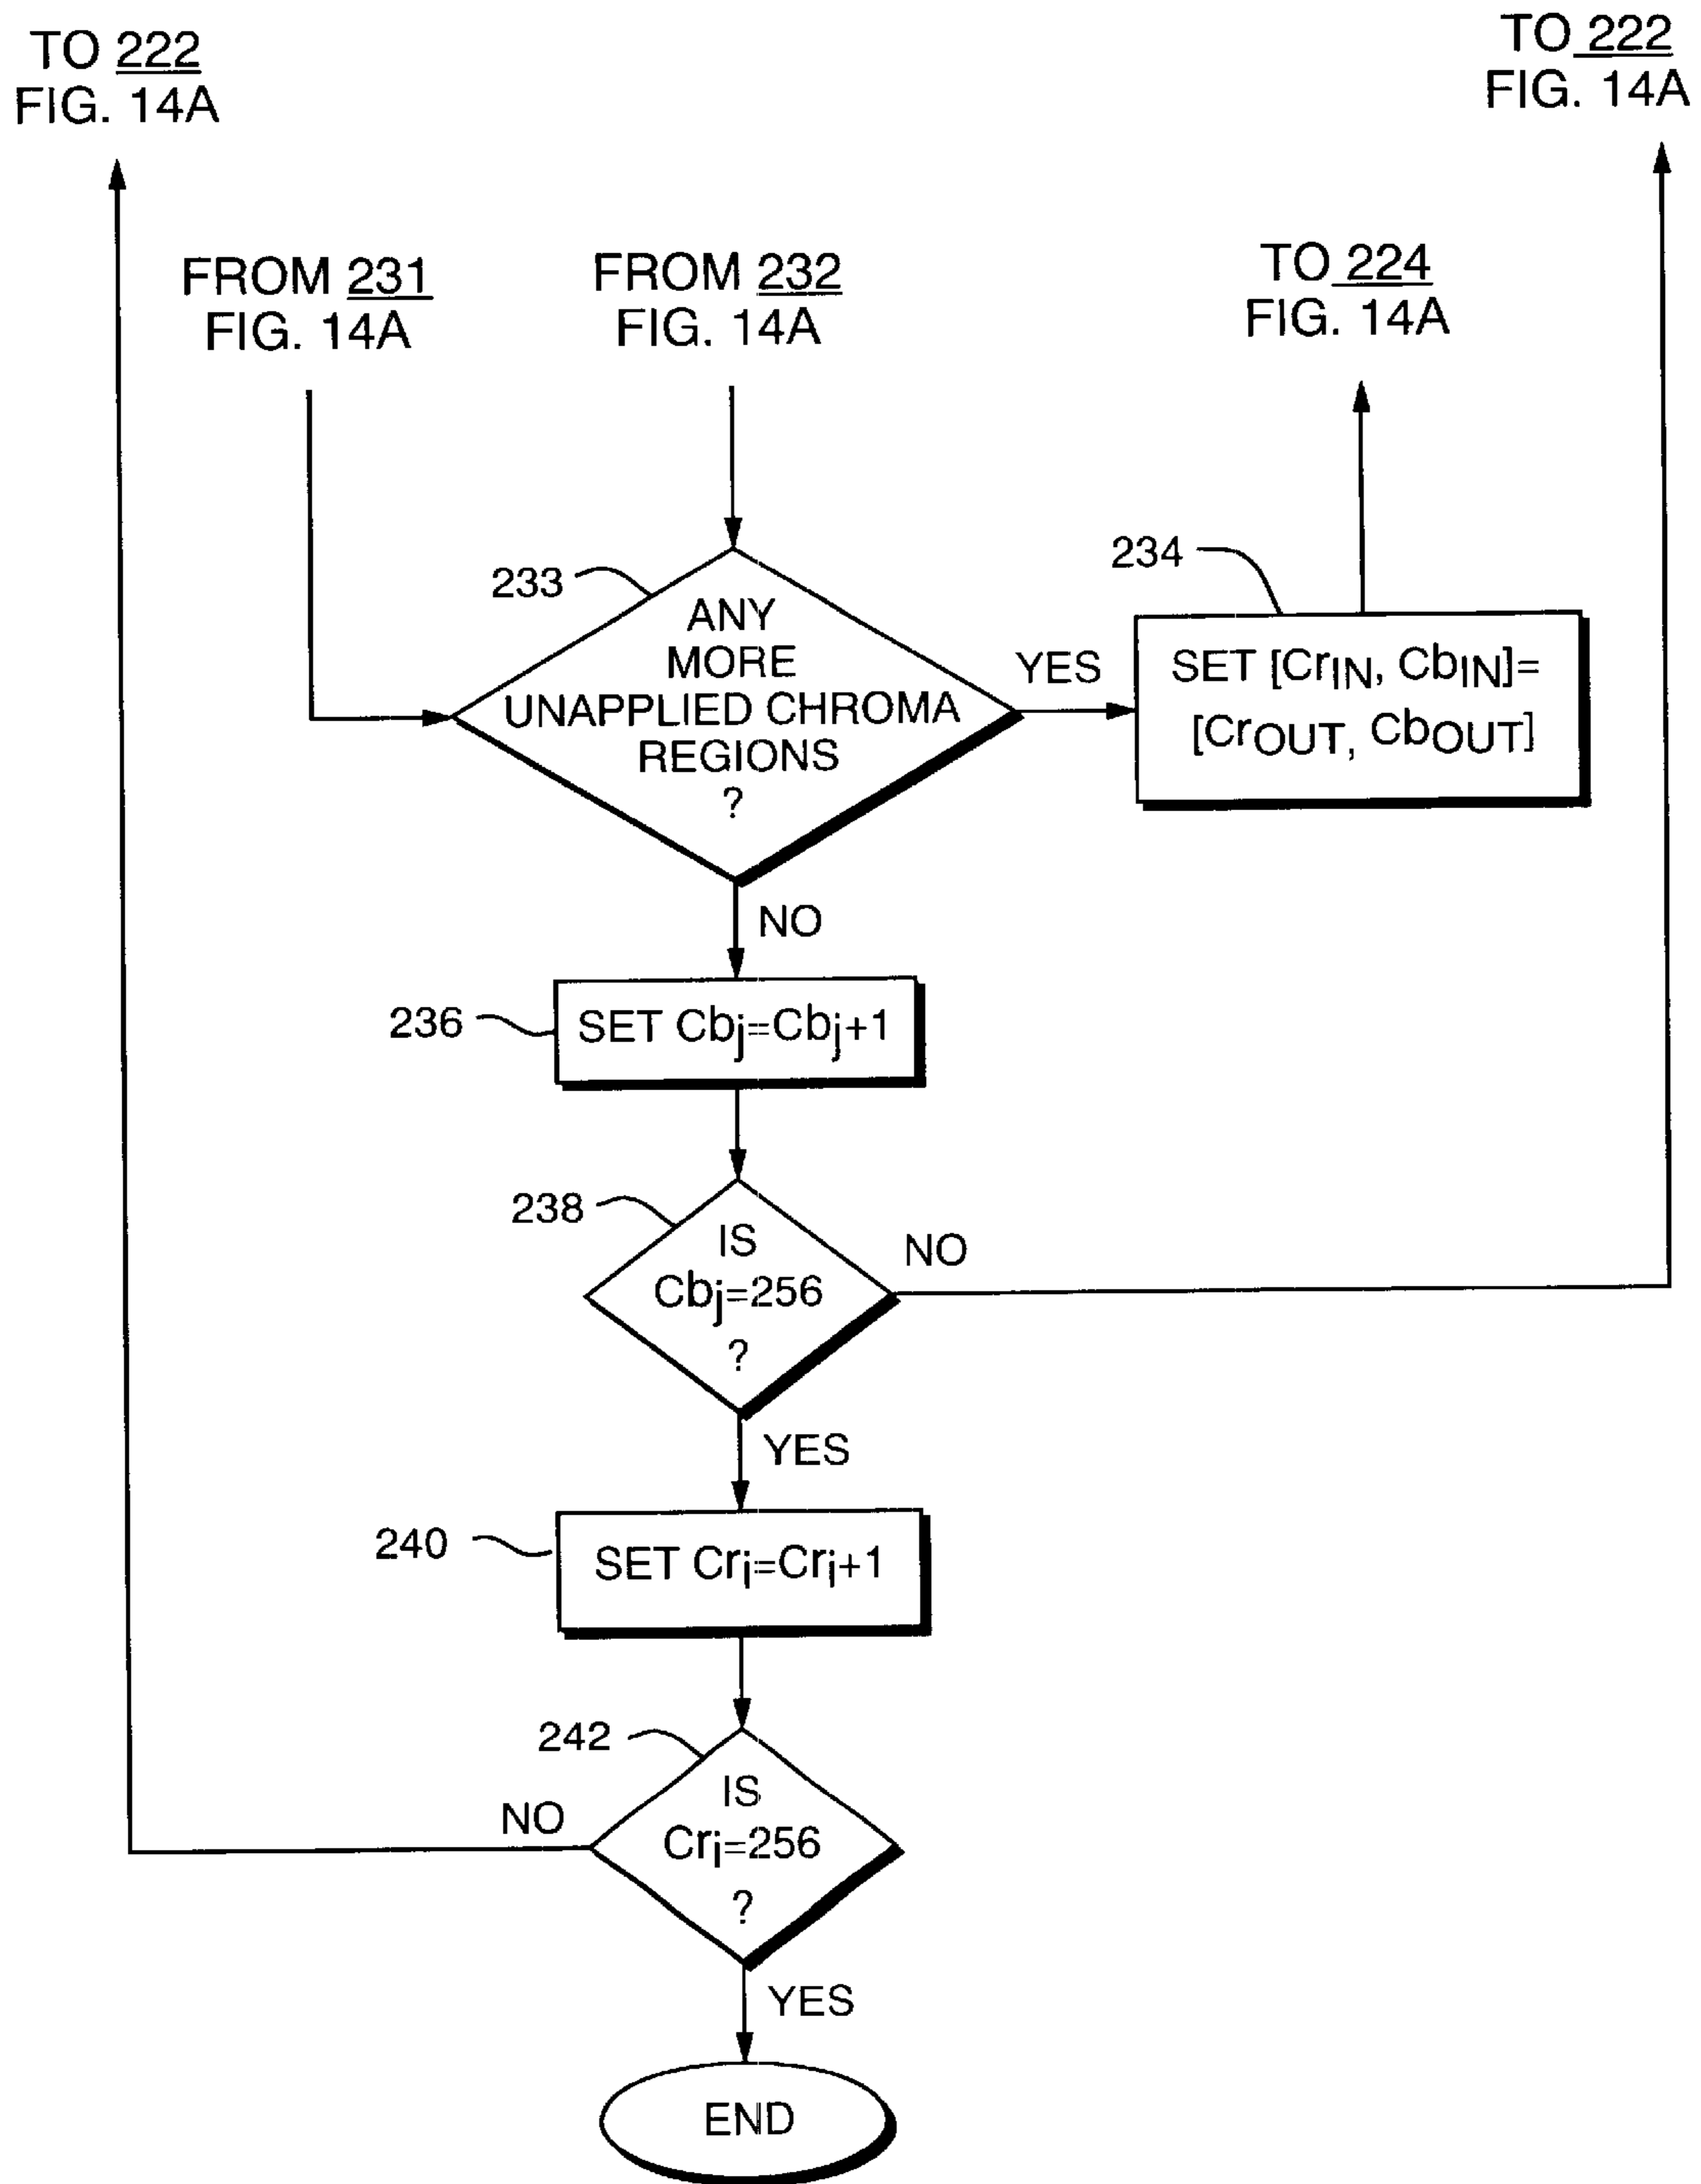 TO 222
FIG. 14A
TO 222
FIG. 14A
FROM 231
FIG. 14A
FROM 232
FIG. 14A
TO 224
FIG. 14A
233
ANY
MORE
UNAPPLIED CHROMA
REGIONS
?
YES
234
SET [CrIN, CbIN]=
[CrOUT, CbOUT]
NO
236
SET Cbj=Cbj+1
238
IS
Cbj=256
?
NO
YES
240
SET Cri=Cri+1
242
IS
Cri=256
?
NO
YES
END